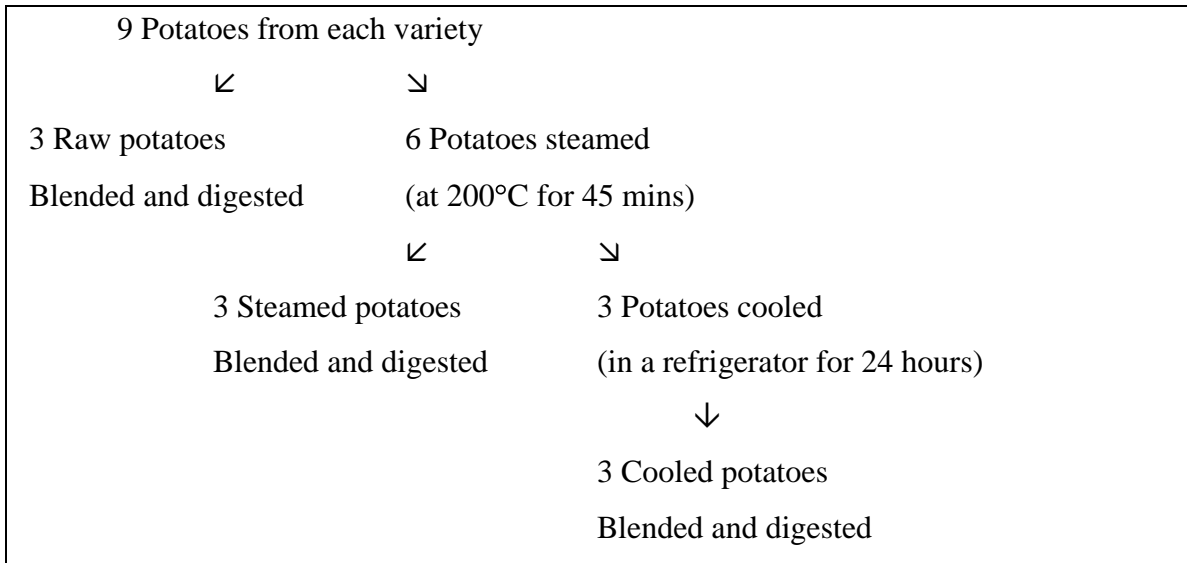 9 Potatoes from each variety
↙ ↘
3 Raw potatoes 6 Potatoes steamed
Blended and digested (at 200°C for 45 mins)
↙ ↘
3 Steamed potatoes 3 Potatoes cooled
Blended and digested (in a refrigerator for 24 hours)
↓
3 Cooled potatoes
Blended and digested